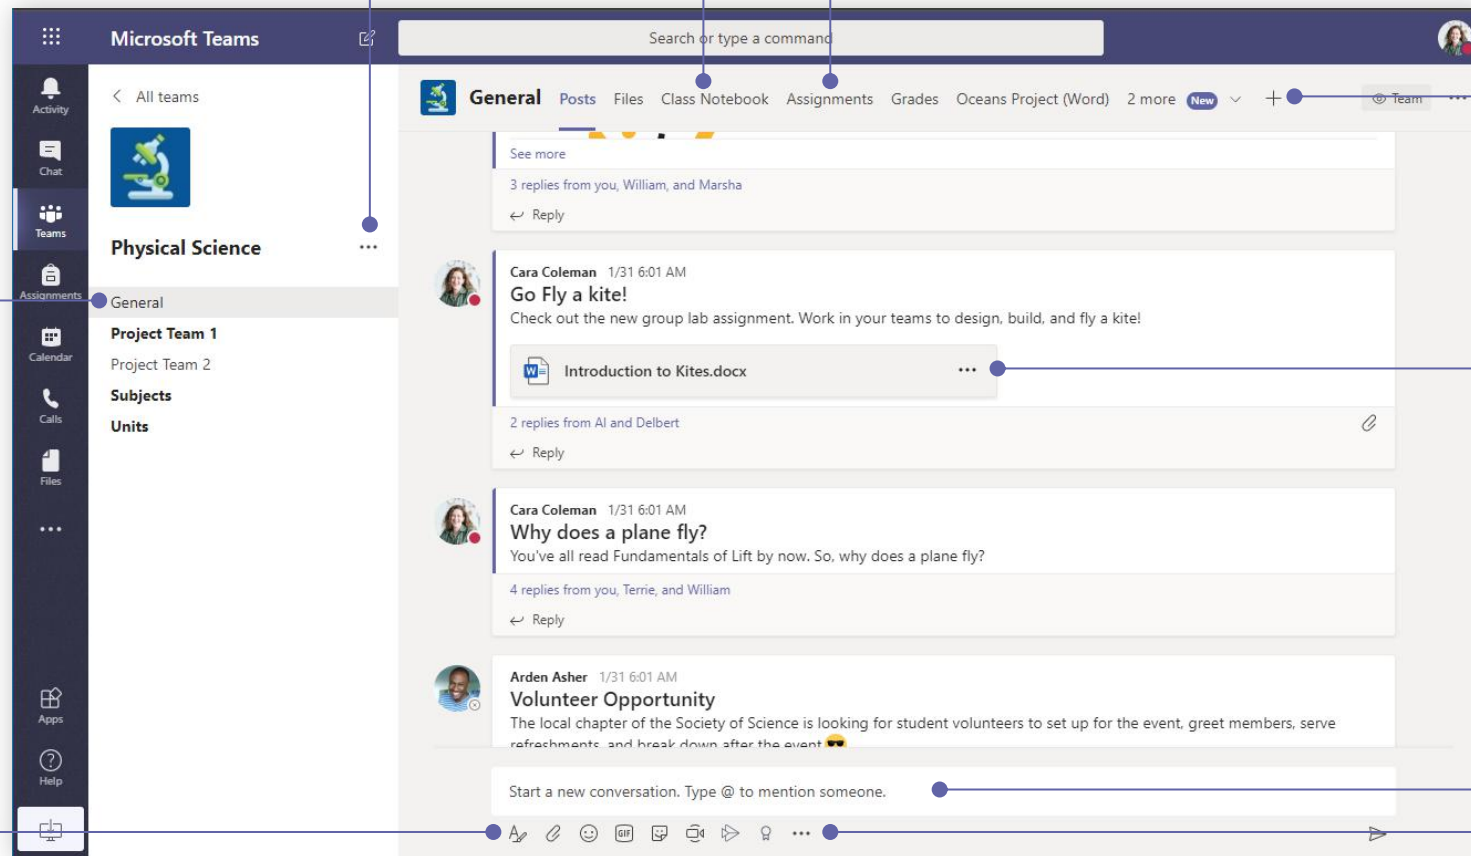 Microsoft Teams
Search or type a command
Activity
Chat
Teams
Assignments
Calendar
Calls
Files
Apps
Help
All teams
Physical Science
General
Project Team 1
Project Team 2
Subjects
Units
General Posts Files Class Notebook Assignments Grades Oceans Project (Word) 2 more New Team
See more
3 replies from you, William, and Marsha
Reply
Cara Coleman 1/31 6:01 AM
Go Fly a kite!
Check out the new group lab assignment. Work in your teams to design, build, and fly a kite!
Introduction to Kites.docx
2 replies from Al and Delbert
Reply
Cara Coleman 1/31 6:01 AM
Why does a plane fly?
You've all read Fundamentals of Lift by now. So, why does a plane fly?
4 replies from you, Terrie, and William
Reply
Arden Asher 1/31 6:01 AM
Volunteer Opportunity
The local chapter of the Society of Science is looking for student volunteers to set up for the event, greet members, serve
refreshments, and break down after the event
Start a new conversation. Type @ to mention someone.
GIF